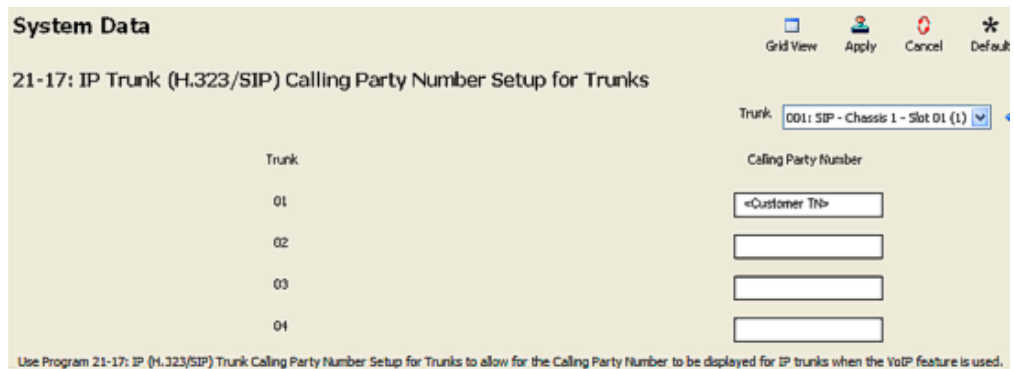 System Data
Grid View Apply Cancel Default
21-17: IP Trunk (H.323/SIP) Calling Party Number Setup for Trunks
Trunk 001: SIP - Chassis 1 - Slot 01 (1)
Trunk Calling Party Number
01 <Customer TN>
02
03
04
Use Program 21-17: IP (H.323/SIP) Trunk Calling Party Number Setup for Trunks to allow for the Calling Party Number to be displayed for IP trunks when the VoIP feature is used.